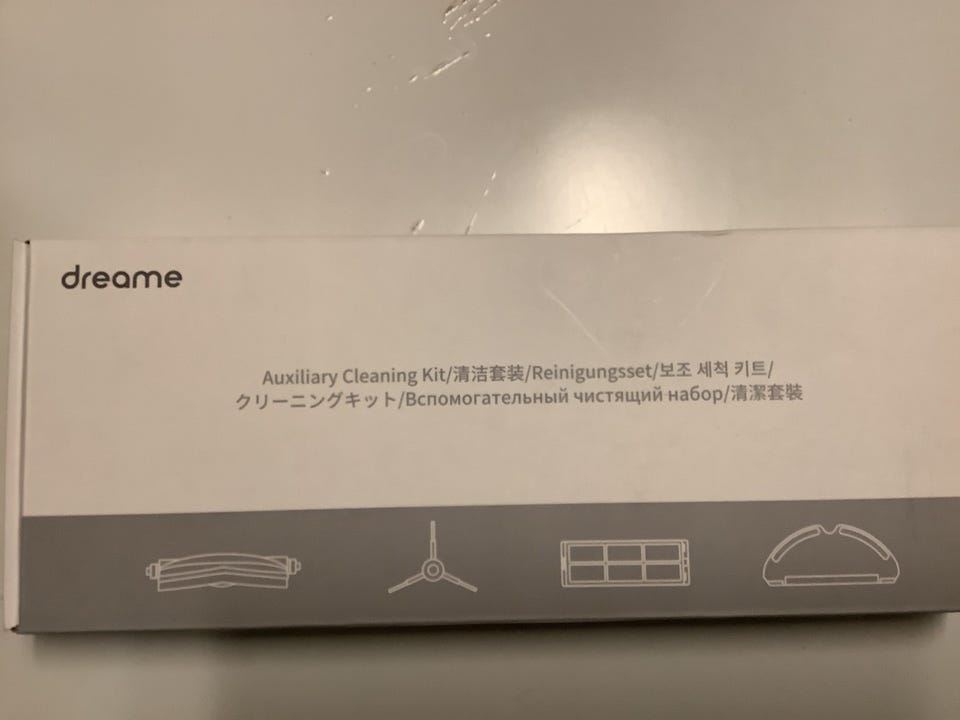 dreame
Auxiliary Cleaning Kit/清洁套装/Reinigungsset/보조 세척 키트/
クリーニングキット/Вспомогательный чистящий набор/清潔套裝